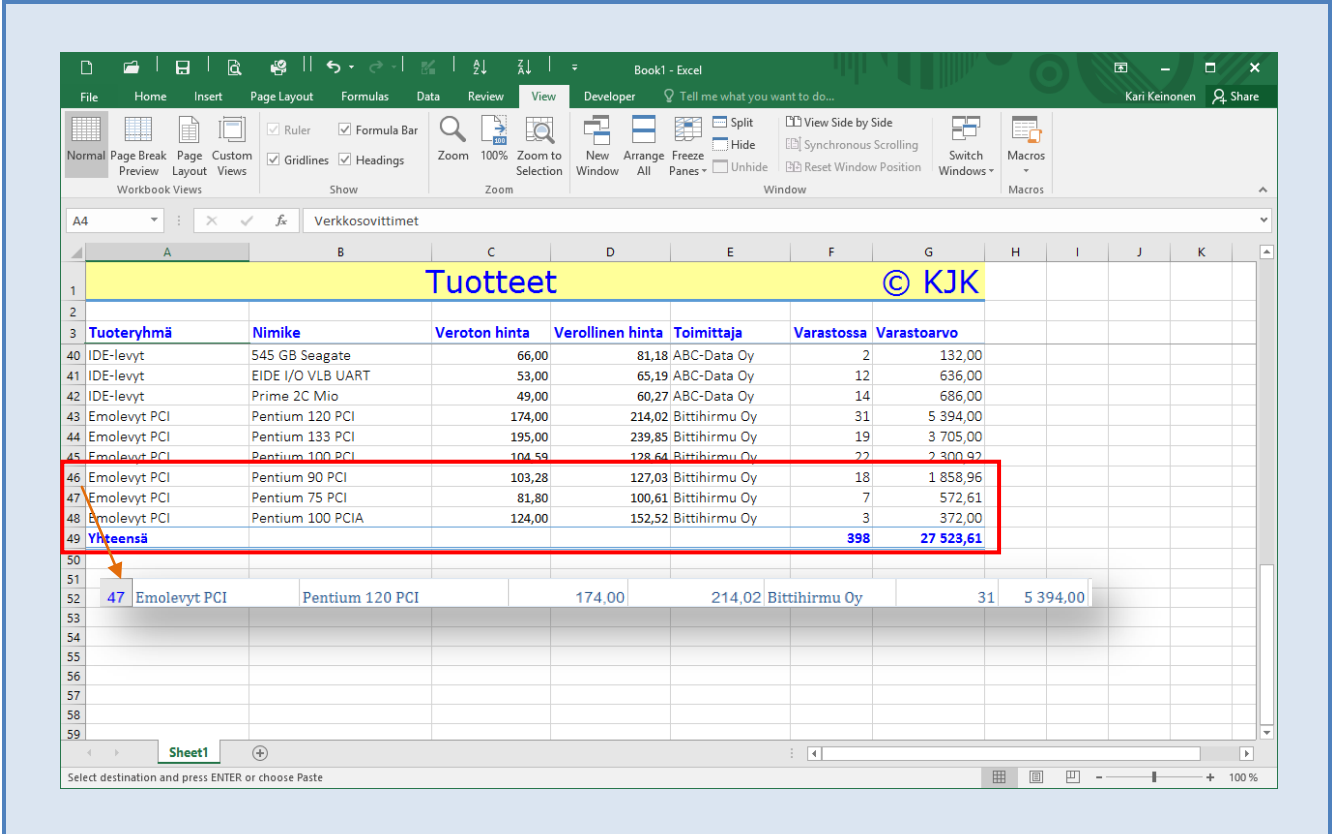 Book1 - Excel
File Home Insert Page Layout Formulas Data Review View Developer Tell me what you want to do... Kari Keinonen Share
Normal Page Break Preview Page Layout Custom Views
Workbook Views
Ruler Formula Bar
Gridlines Headings
Show
Zoom 100% Zoom to Selection
Zoom
New Window Arrange All Freeze Panes
Split
Hide
Unhide
View Side by Side
Synchronous Scrolling
Reset Window Position
Switch Windows
Window
Macros
Macros
A4 fx Verkkosovittimet
A B C D E F G H I J K
1 Tuotteet © KJK
2
3 Tuoteryhmä Nimike Veroton hinta Verollinen hinta Toimittaja Varastossa Varastoarvo
40 IDE-levyt 545 GB Seagate 66,00 81,18 ABC-Data Oy 2 132,00
41 IDE-levyt EIDE I/O VLB UART 53,00 65,19 ABC-Data Oy 12 636,00
42 IDE-levyt Prime 2C Mio 49,00 60,27 ABC-Data Oy 14 686,00
43 Emolevyt PCI Pentium 120 PCI 174,00 214,02 Bittihirmu Oy 31 5 394,00
44 Emolevyt PCI Pentium 133 PCI 195,00 239,85 Bittihirmu Oy 19 3 705,00
45 Emolevyt PCI Pentium 100 PCI 104,59 128,64 Bittihirmu Oy 22 2 300,92
46 Emolevyt PCI Pentium 90 PCI 103,28 127,03 Bittihirmu Oy 18 1 858,96
47 Emolevyt PCI Pentium 75 PCI 81,80 100,61 Bittihirmu Oy 7 572,61
48 Emolevyt PCI Pentium 100 PCIA 124,00 152,52 Bittihirmu Oy 3 372,00
49 Yhteensä 398 27 523,61
50
51
52
47 Emolevyt PCI Pentium 120 PCI 174,00 214,02 Bittihirmu Oy 31 5 394,00
53
54
55
56
57
58
59
Sheet1
Select destination and press ENTER or choose Paste 100 %